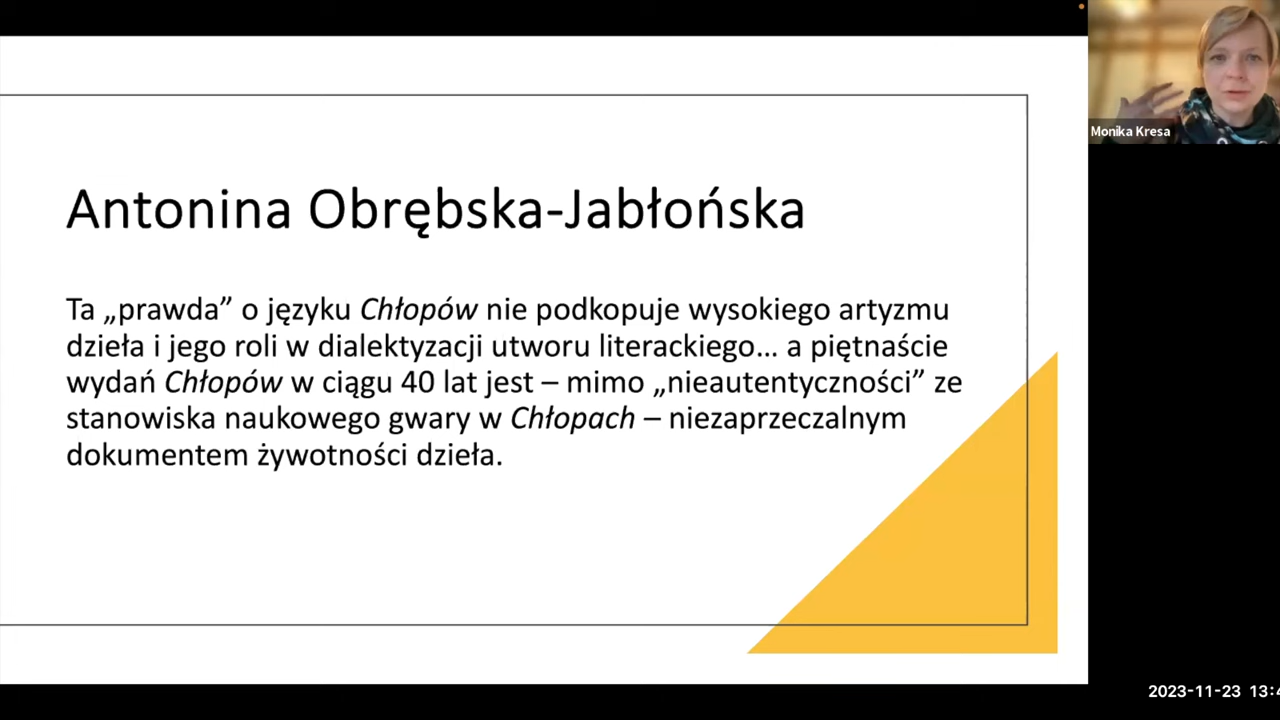 Monika Kresa
Antonina Obrębska-Jabłońska
Ta „prawda” o języku Chłopów nie podkopuje wysokiego artyzmu
dzieła i jego roli w dialektyzacji utworu literackiego... a piętnaście
wydań Chłopów w ciągu 40 lat jest – mimo „nieautentyczności” ze
stanowiska naukowego gwary w Chłopach – niezaprzeczalnym
dokumentem żywotności dzieła.
2023-11-23